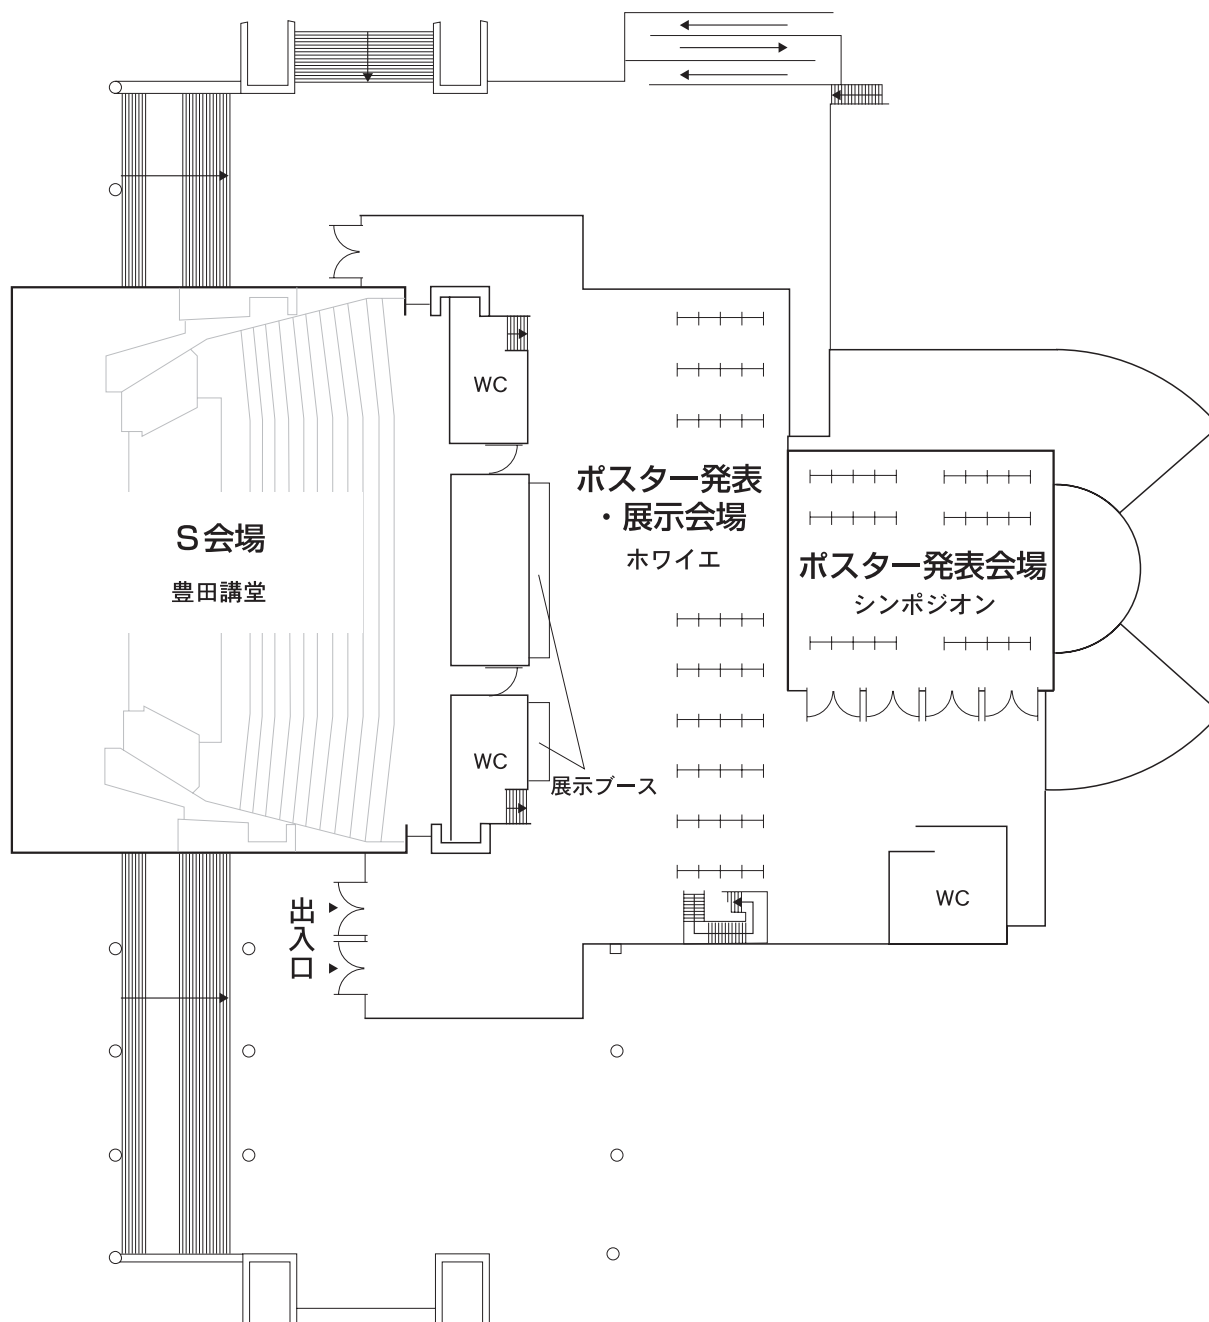 WC
ポスター発表
・展示会場
ホワイエ
S会場
豊田講堂
ポスター発表会場
シンポジオン
WC
展示ブース
WC
出入口